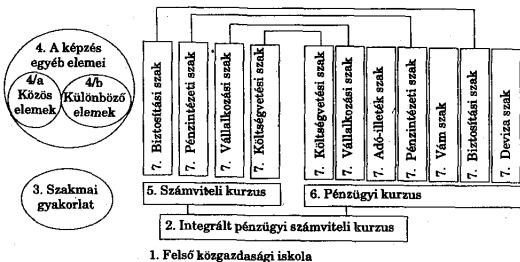 4. A képzés
egyéb elemei
4/a
Közös
elemek
4/b
Különböző
elemek
3. Szakmai
gyakorlat
7. Biztosítási szak
7. Pénzintézeti szak
7. Vállalkozási szak
7. Költségvetési szak
7. Költségvetési szak
7. Vállalkozási szak
7. Adó-illeték szak
7. Pénzintézeti szak
7. Vám szak
7. Biztosítási szak
7. Deviza szak
5. Számviteli kurzus
6. Pénzügyi kurzus
2. Integrált pénzügyi számviteli kurzus
1. Felső közgazdasági iskola